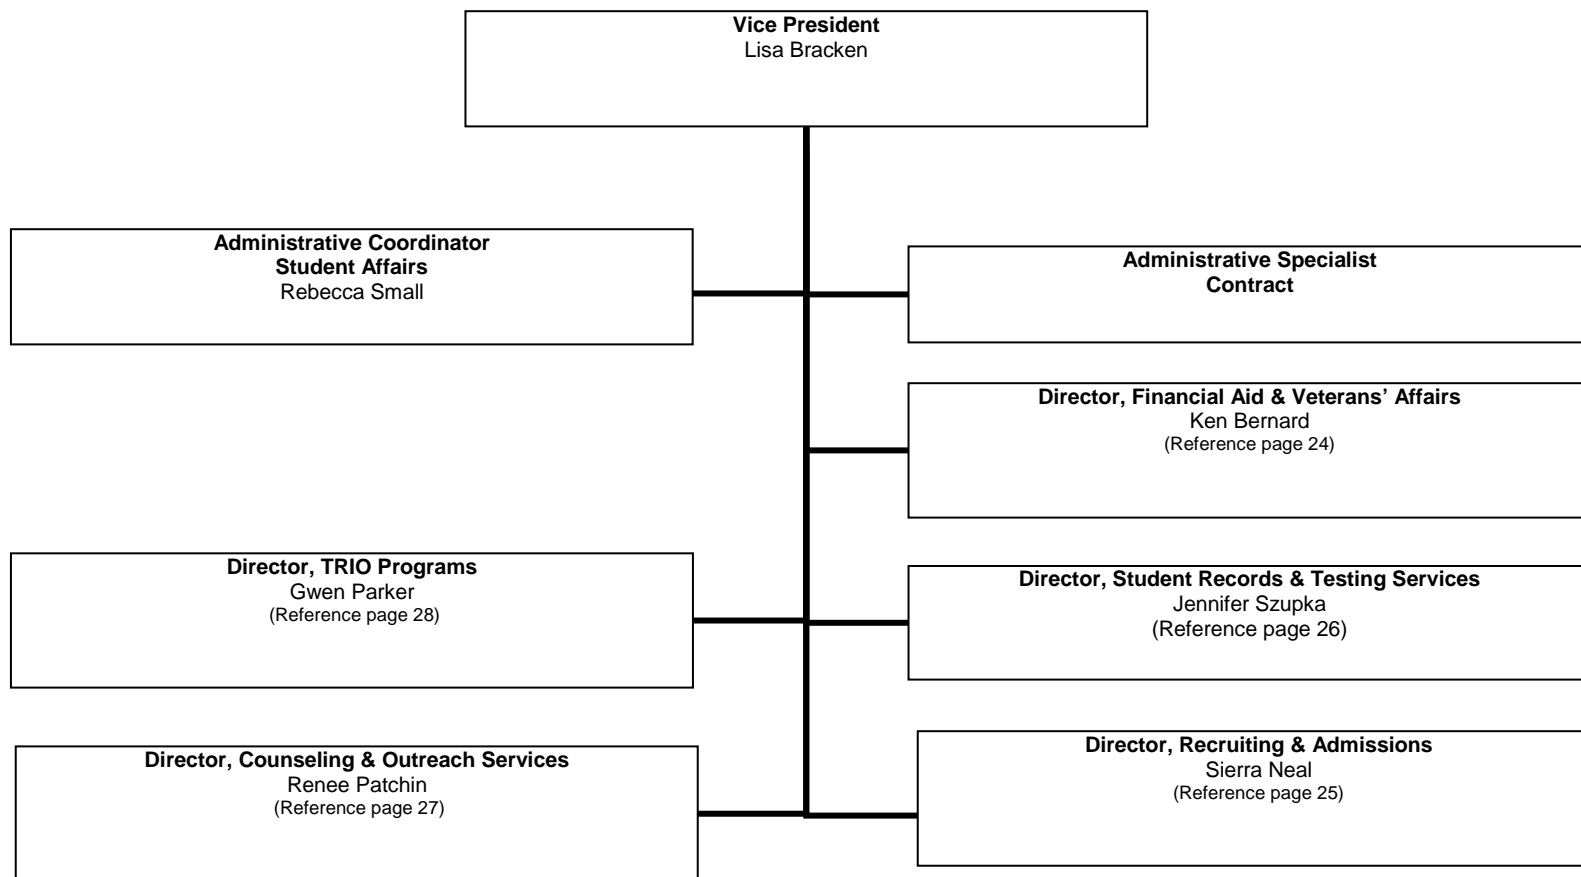 Vice President
Lisa Bracken
Administrative Coordinator
Student Affairs
Rebecca Small
Administrative Specialist
Contract
Director, Financial Aid & Veterans’ Affairs
Ken Bernard
(Reference page 24)
Director, TRIO Programs
Gwen Parker
(Reference page 28)
Director, Student Records & Testing Services
Jennifer Szupka
(Reference page 26)
Director, Counseling & Outreach Services
Renee Patchin
(Reference page 27)
Director, Recruiting & Admissions
Sierra Neal
(Reference page 25)